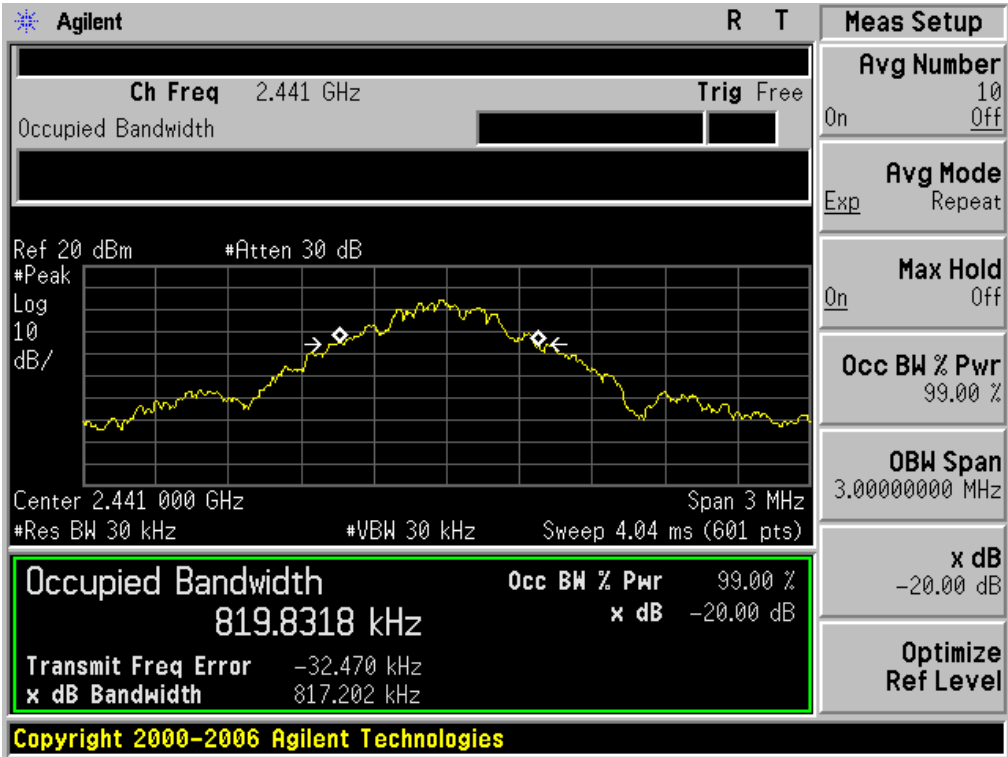 Agilent R T
Ch Freq 2.441 GHz Trig Free
Occupied Bandwidth
Ref 20 dBm #Atten 30 dB
#Peak
Log
10
dB/
Center 2.441 000 GHz Span 3 MHz
#Res BW 30 kHz #VBW 30 kHz Sweep 4.04 ms (601 pts)
Occupied Bandwidth Occ BW % Pwr 99.00 %
819.8318 kHz x dB -20.00 dB
Transmit Freq Error -32.470 kHz
x dB Bandwidth 817.202 kHz
Copyright 2000-2006 Agilent Technologies
Meas Setup
Avg Number
10
On Off
Avg Mode
Exp Repeat
Max Hold
On Off
Occ BW % Pwr
99.00 %
OBW Span
3.00000000 MHz
x dB
-20.00 dB
Optimize
Ref Level